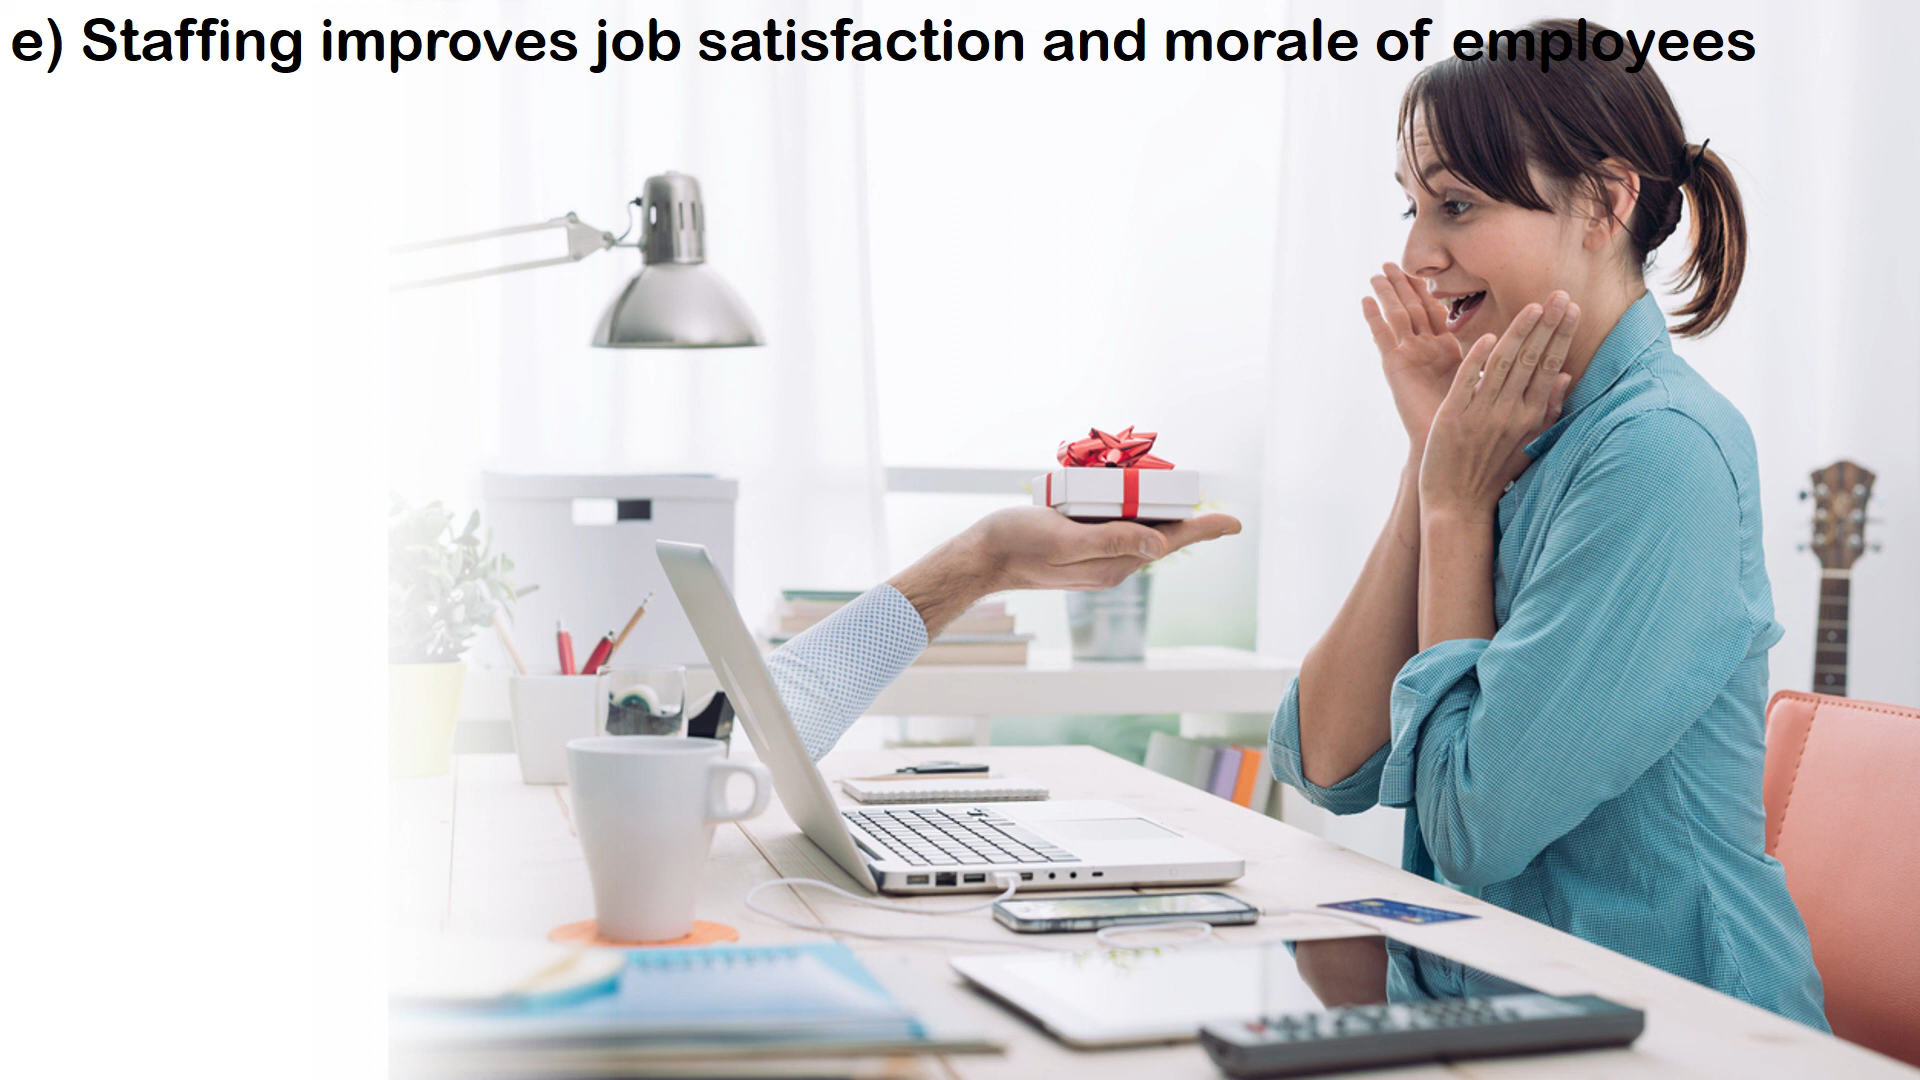 e) Staffing improves job satisfaction and morale of employees